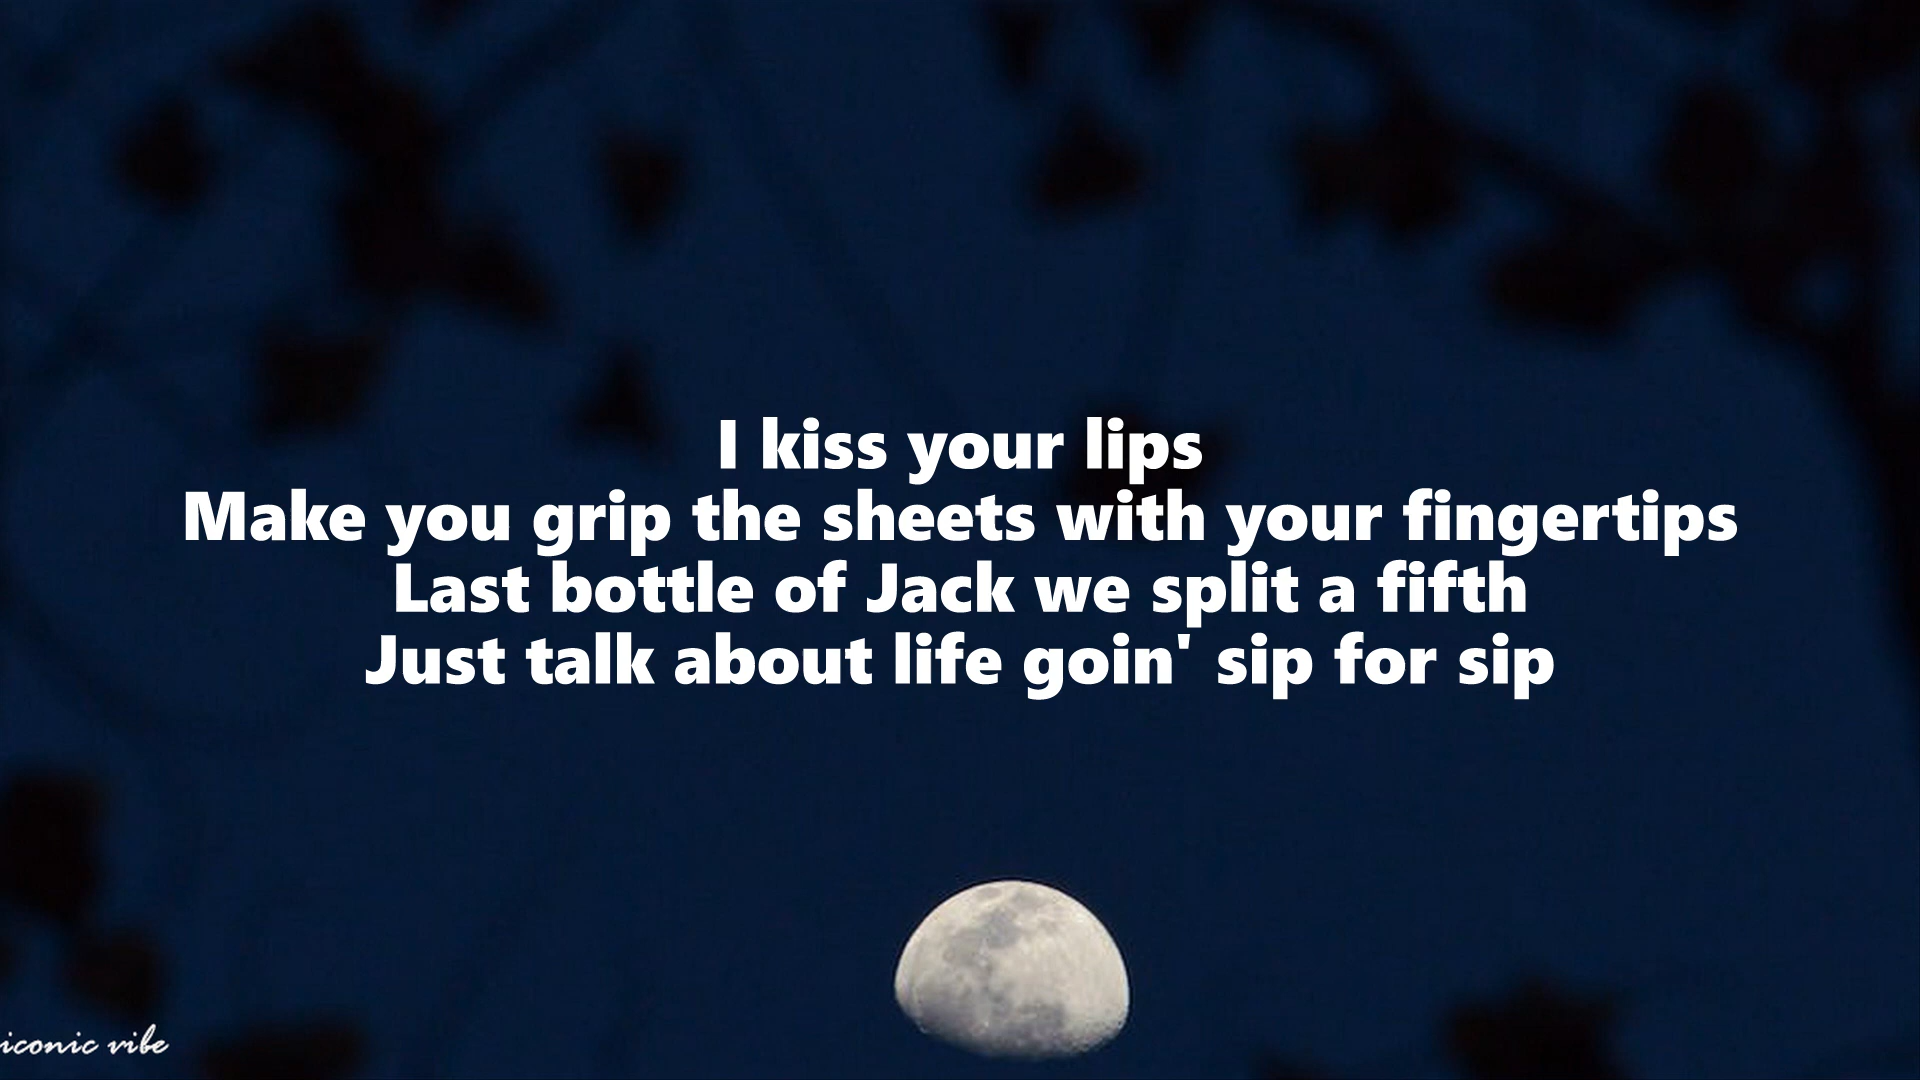 I kiss your lips
Make you grip the sheets with your fingertips
Last bottle of Jack we split a fifth
Just talk about life goin' sip for sip
iconic vibe